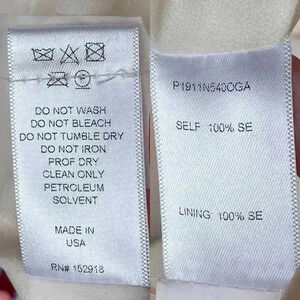 DO NOT WASH
DO NOT BLEACH
DO NOT TUMBLE DRY
DO NOT IRON
PROF DRY
CLEAN ONLY
PETROLEUM
SOLVENT
MADE IN
USA
RN# 152918
P1911N540OGA
SELF: 100% SE
LINING: 100% SE